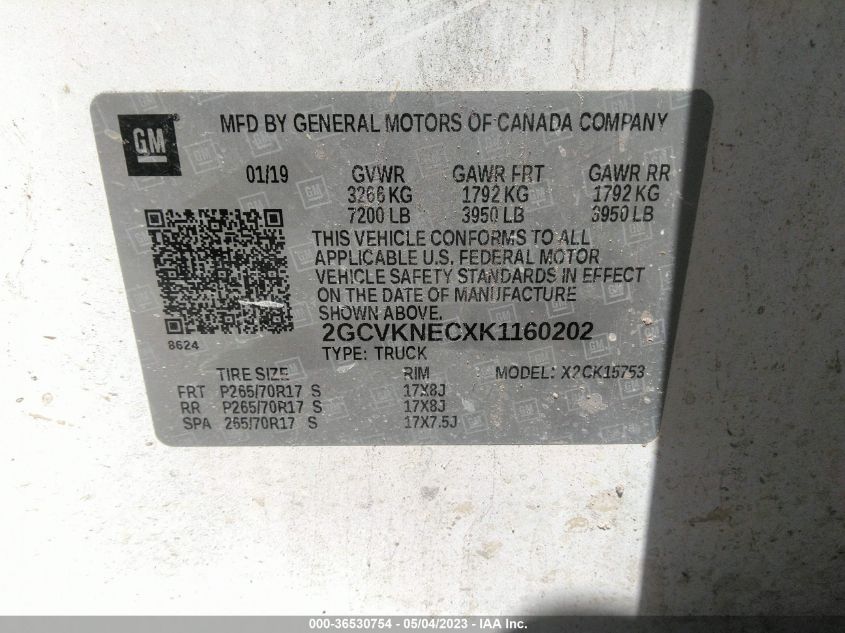 GM
MFD BY GENERAL MOTORS OF CANADA COMPANY
01/19 GVWR GAWR FRT GAWR RR
3266 KG 1792 KG 1792 KG
7200 LB 3950 LB 3950 LB
THIS VEHICLE CONFORMS TO ALL
APPLICABLE U.S. FEDERAL MOTOR
VEHICLE SAFETY STANDARDS IN EFFECT
ON THE DATE OF MANUFACTURE
SHOWN ABOVE.
8624 2GCVKNECXK1160202
TYPE: TRUCK
TIRE SIZE RIM MODEL: X2CK15753
FRT P265/70R17 S 17X8J
RR P265/70R17 S 17X8J
SPA 265/70R17 S 17X7.5J
000-36530754 - 05/04/2023 - WWW.IAAI.COM